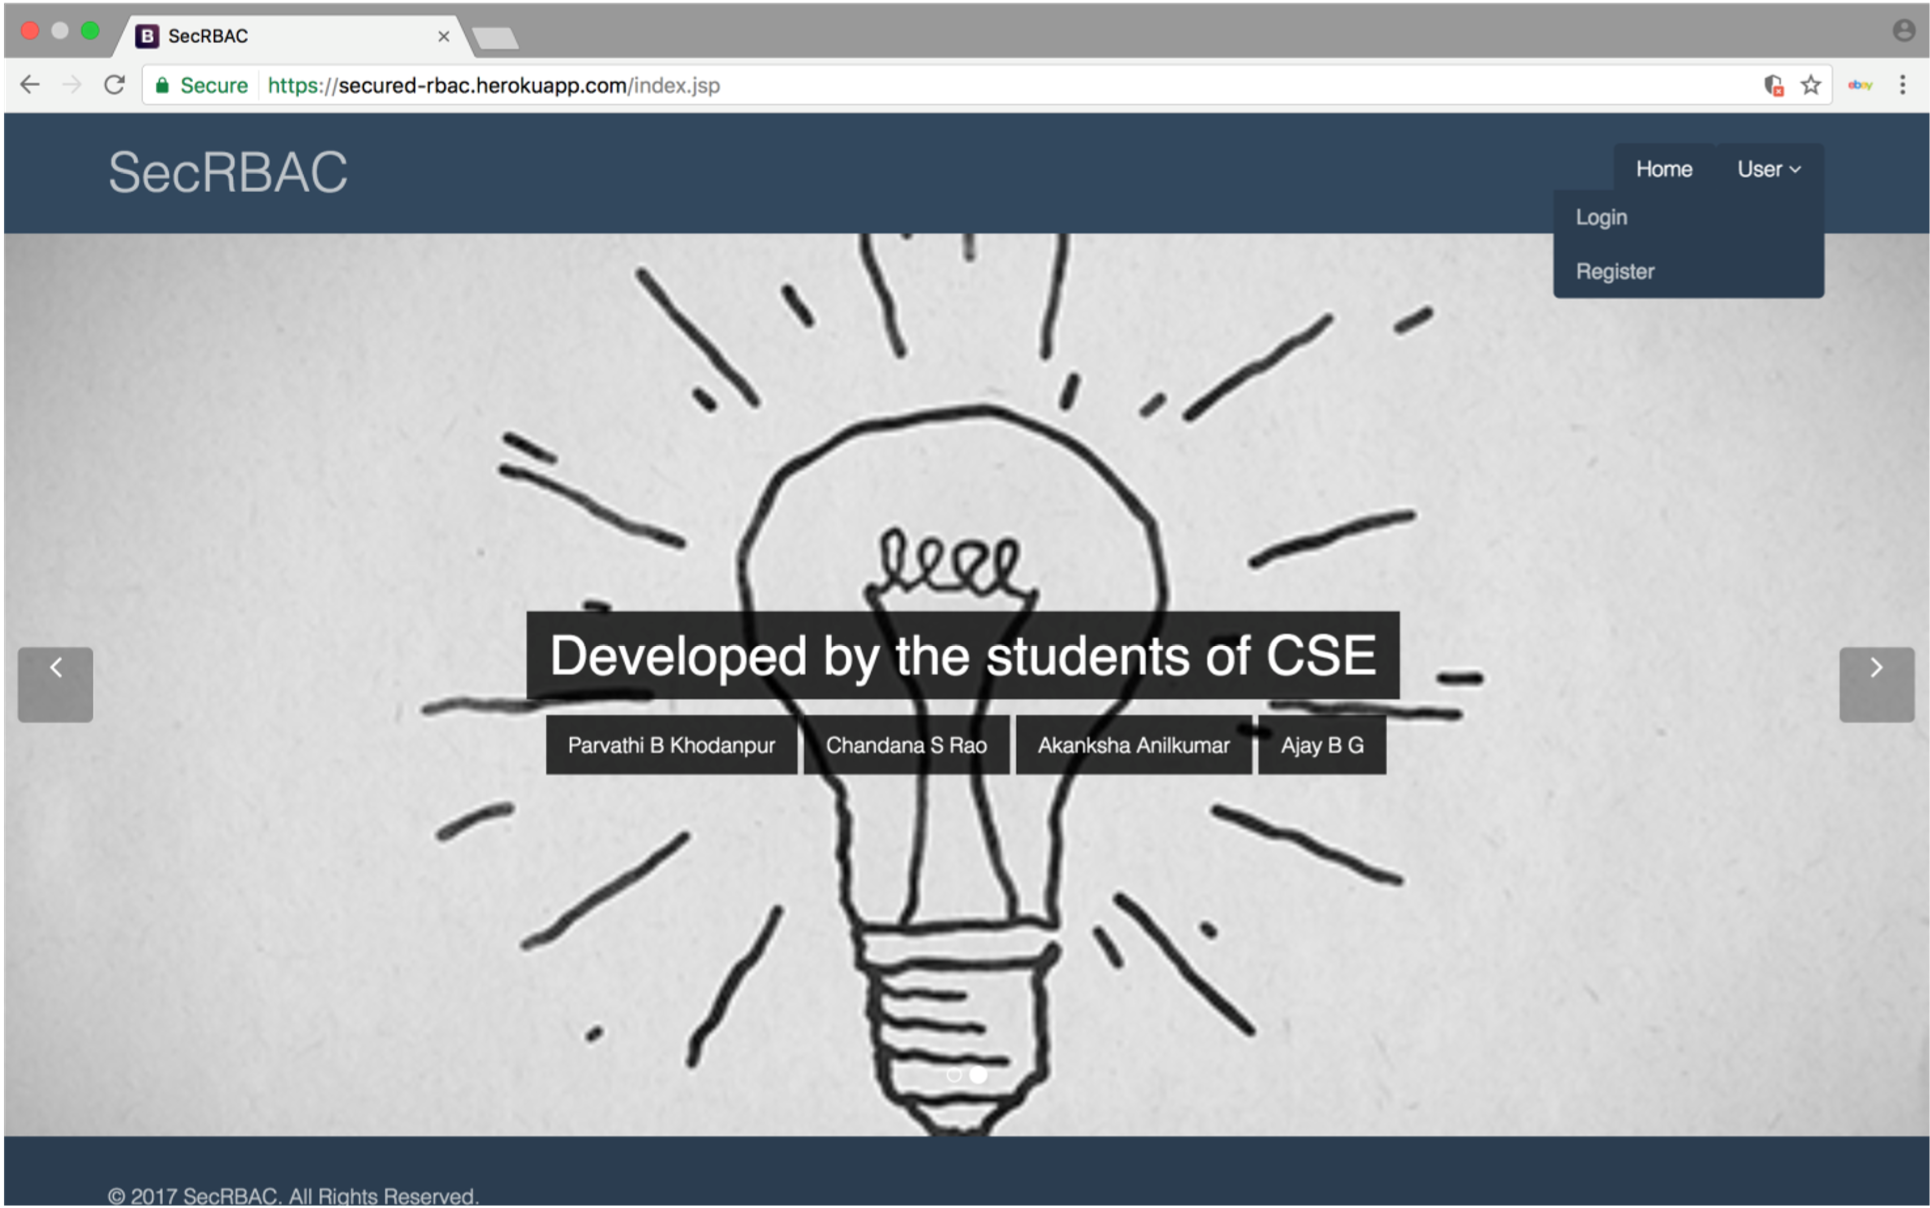 SecRBAC
Secure https://secured-rbac.herokuapp.com/index.jsp
ebay
SecRBAC
Home User
Login
Register
Developed by the students of CSE
Parvathi B Khodanpur Chandana S Rao Akanksha Anilkumar Ajay B G
© 2017 SecRBAC. All Rights Reserved.